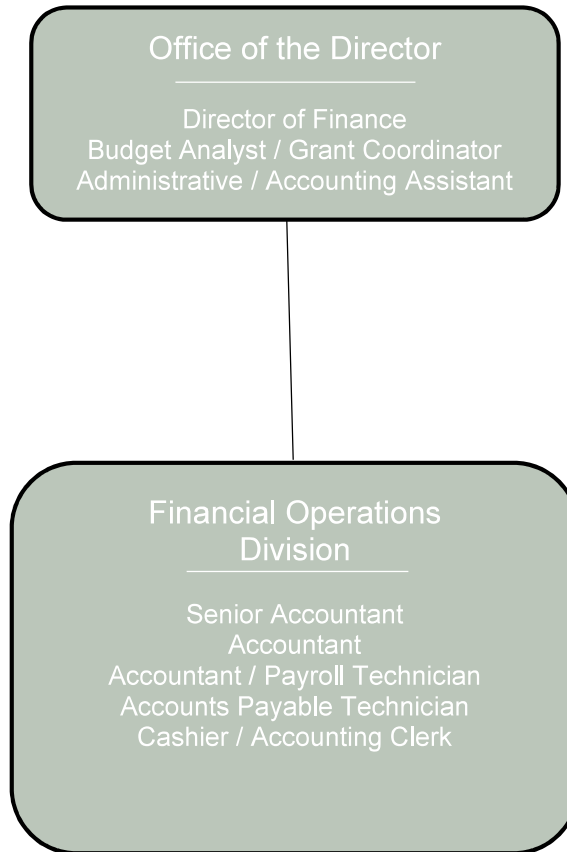 Office of the Director
Director of Finance
Budget Analyst / Grant Coordinator
Administrative / Accounting Assistant
Financial Operations
Division
Senior Accountant
Accountant
Accountant / Payroll Technician
Accounts Payable Technician
Cashier / Accounting Clerk